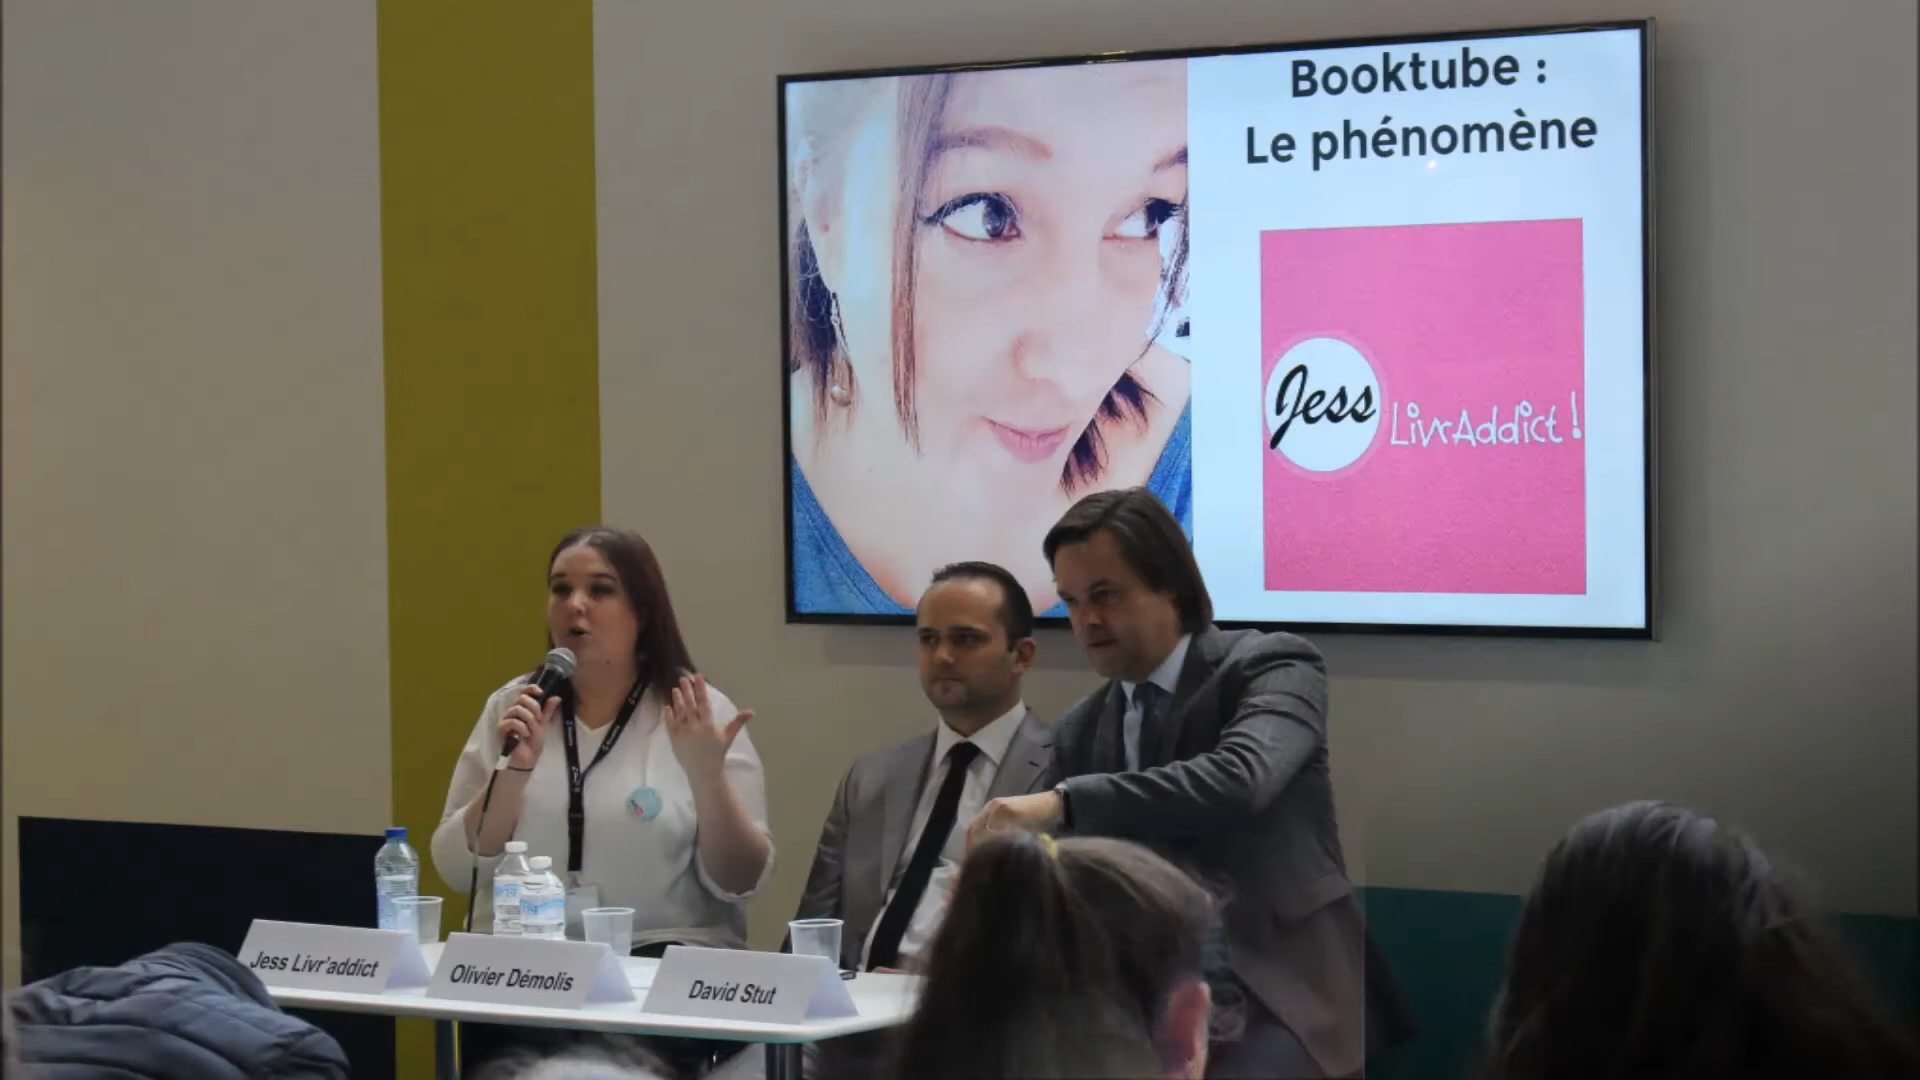 Booktube :
Le phénomène
Jess
LivrAddict !
Jess Livr'addict
Olivier Démolis
David Stut